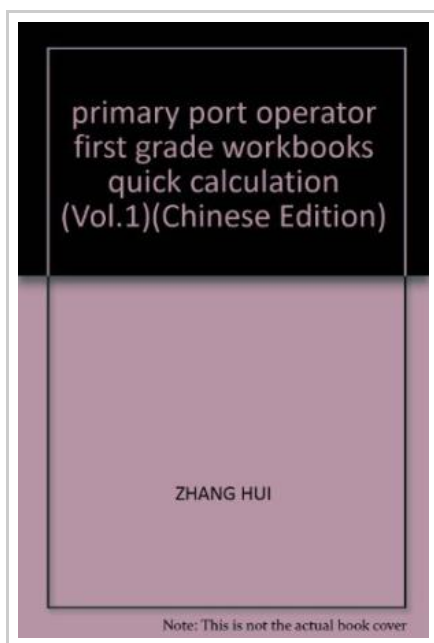 primary port operator
first grade workbooks
quick calculation
(Vol.1)(Chinese Edition)
ZHANG HUI
Note: This is not the actual book cover